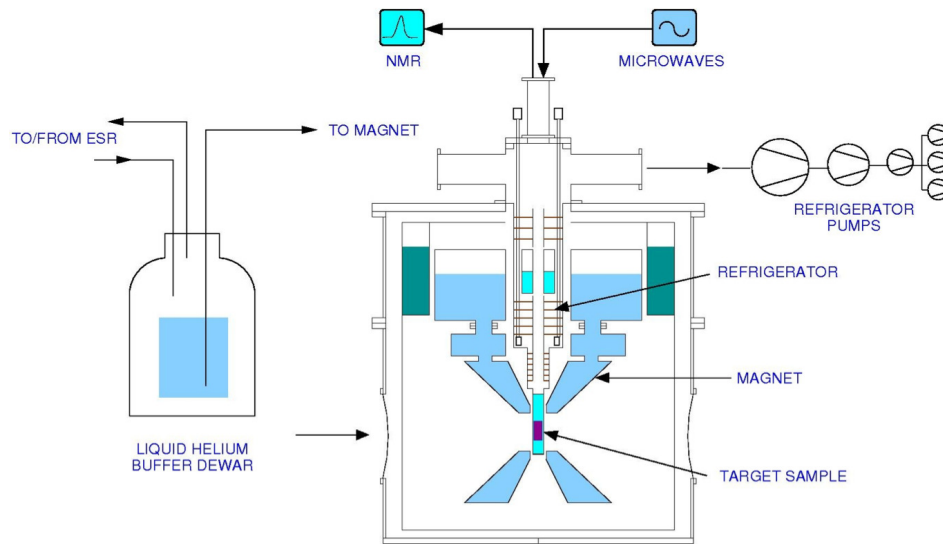 NMR
MICROWAVES
TO/FROM ESR
TO MAGNET
REFRIGERATOR
PUMPS
REFRIGERATOR
MAGNET
LIQUID HELIUM
BUFFER DEWAR
TARGET SAMPLE